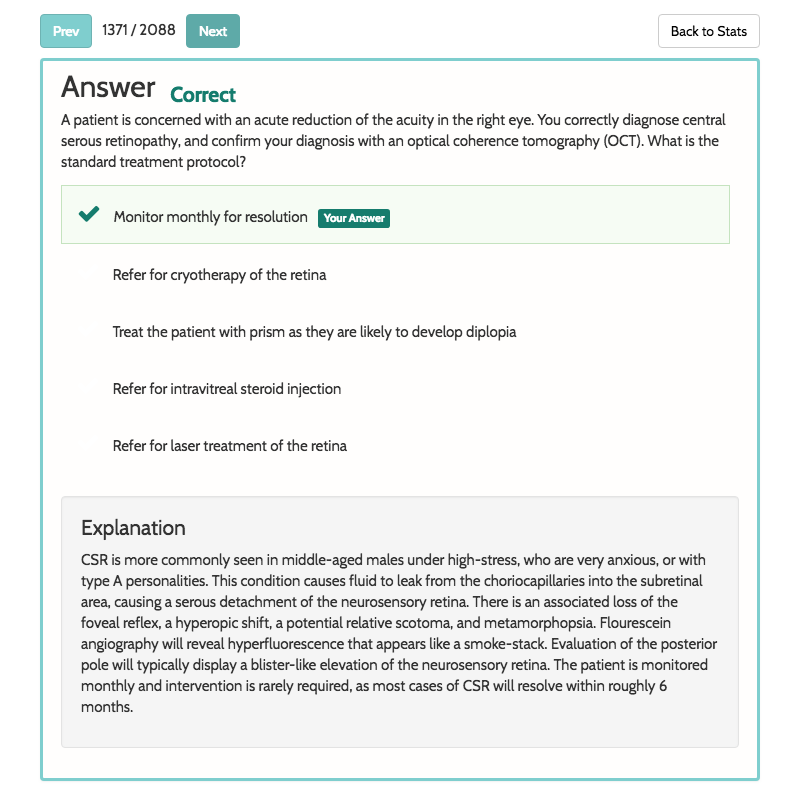 Prev 1371 / 2088 Next Back to Stats
Answer Correct
A patient is concerned with an acute reduction of the acuity in the right eye. You correctly diagnose central
serous retinopathy, and confirm your diagnosis with an optical coherence tomography (OCT). What is the
standard treatment protocol?
Monitor monthly for resolution Your Answer
Refer for cryotherapy of the retina
Treat the patient with prism as they are likely to develop diplopia
Refer for intravitreal steroid injection
Refer for laser treatment of the retina
Explanation
CSR is more commonly seen in middle-aged males under high-stress, who are very anxious, or with
type A personalities. This condition causes fluid to leak from the choriocapillaries into the subretinal
area, causing a serous detachment of the neurosensory retina. There is an associated loss of the
foveal reflex, a hyperopic shift, a potential relative scotoma, and metamorphopsia. Flourescein
angiography will reveal hyperfluorescence that appears like a smoke-stack. Evaluation of the posterior
pole will typically display a blister-like elevation of the neurosensory retina. The patient is monitored
monthly and intervention is rarely required, as most cases of CSR will resolve within roughly 6
months.